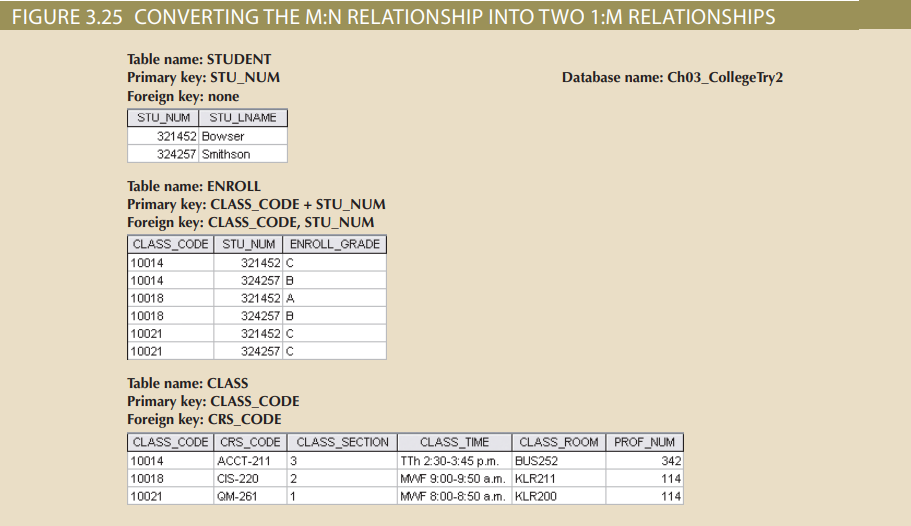 FIGURE 3.25 CONVERTING THE M:N RELATIONSHIP INTO TWO 1:M RELATIONSHIPS
Table name: STUDENT
Primary key: STU_NUM
Database name: Ch03_CollegeTry2
Foreign key: none
STU_NUM STU_LNAME
321452 Bowser
324257 Smithson
Table name: ENROLL
Primary key: CLASS_CODE + STU_NUM
Foreign key: CLASS_CODE, STU_NUM
CLASS_CODE STU_NUM ENROLL_GRADE
10014 321452 C
10014 324257 B
10018 321452 A
10018 324257 B
10021 321452 C
10021 324257 C
Table name: CLASS
Primary key: CLASS_CODE
Foreign key: CRS_CODE
CLASS_CODE CRS_CODE CLASS_SECTION CLASS_TIME CLASS_ROOM PROF_NUM
10014 ACCT-211 3 TTh 2:30-3:45 p.m. BUS252 342
10018 CIS-220 2 MWF 9:00-9:50 a.m. KLR211 114
10021 QM-261 1 MWF 8:00-8:50 a.m. KLR200 114